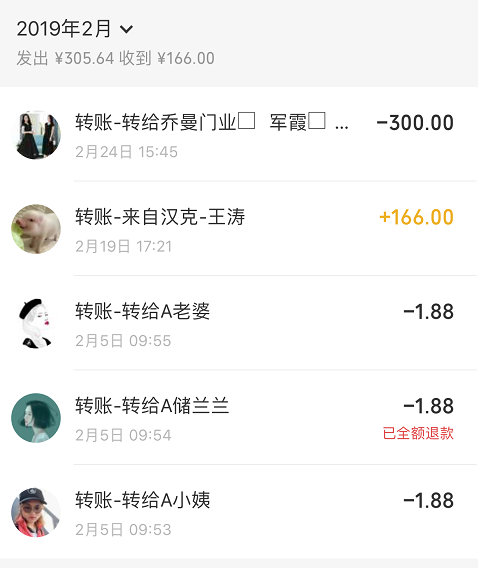 2019年2月
发出 ¥305.64 收到 ¥166.00
转账-转给乔曼门业□ 军霞□ ... -300.00
2月24日 15:45
转账-来自汉克-王涛 +166.00
2月19日 17:21
转账-转给A老婆 -1.88
2月5日 09:55
转账-转给A储兰兰 -1.88
2月5日 09:54 已全额退款
转账-转给A小姨 -1.88
2月5日 09:53